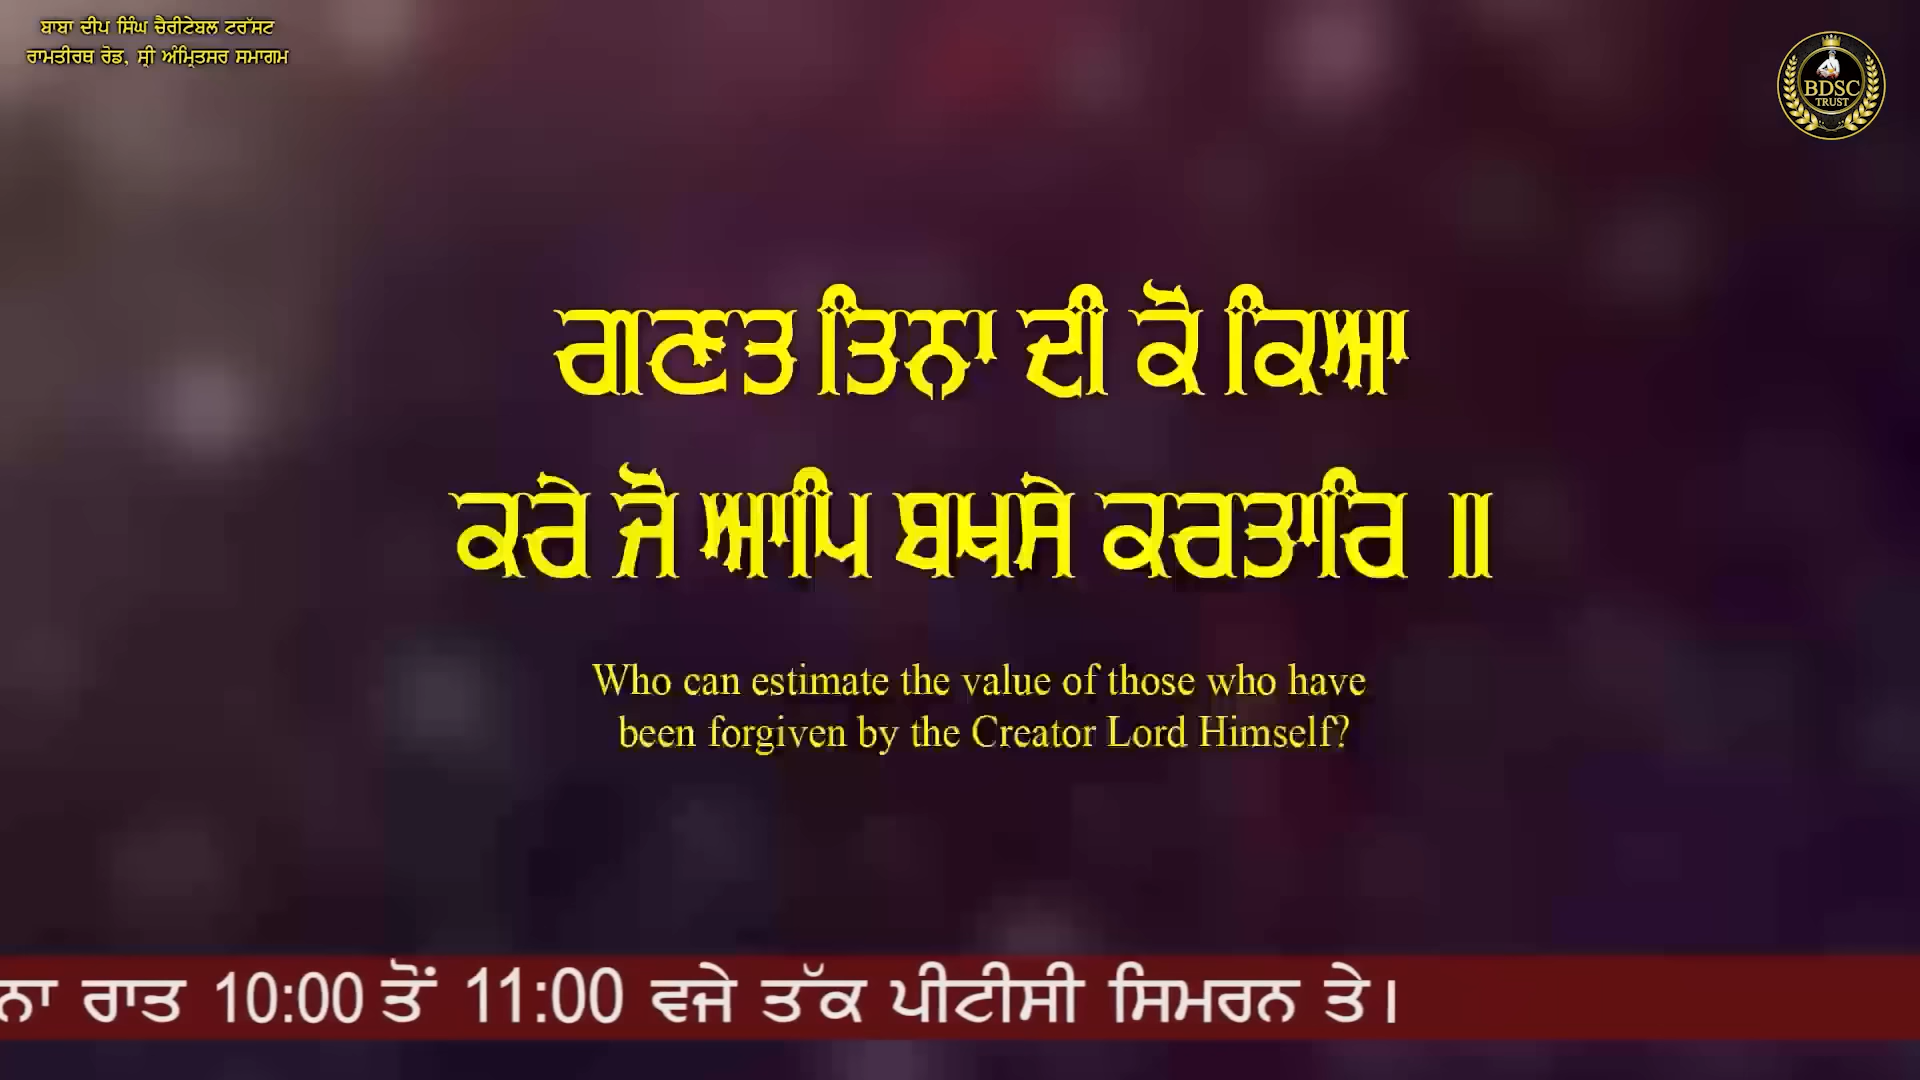 ਬਾਬਾ ਦੀਪ ਸਿੰਘ ਚੈਰੀਟੇਬਲ ਟਰੱਸਟ
ਰਾਮਤੀਰਥ ਰੋਡ, ਸ੍ਰੀ ਅੰਮ੍ਰਿਤਸਰ ਸਮਾਗਮ
BDSC
TRUST
ਗਣਤ ਤਿਨਾ ਦੀ ਕੋ ਕਿਆ
ਕਰੇ ਜੋ ਆਪਿ ਬਖਸੇ ਕਰਤਾਰਿ ॥
Who can estimate the value of those who have
been forgiven by the Creator Lord Himself?
ਨਾ ਰਾਤ 10:00 ਤੋਂ 11:00 ਵਜੇ ਤੱਕ ਪੀਟੀਸੀ ਸਿਮਰਨ ਤੇ।